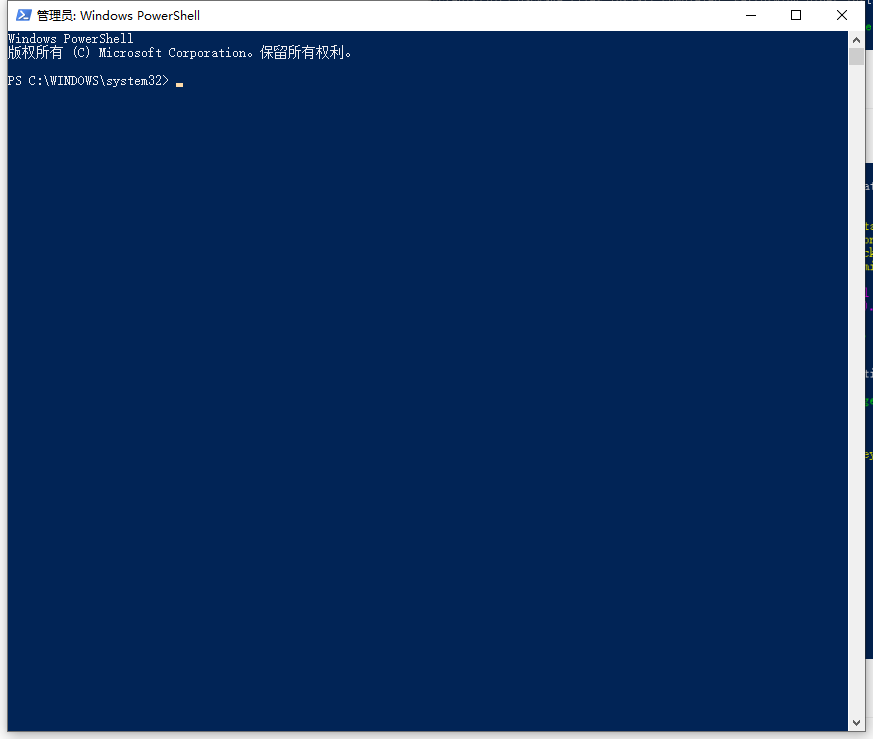 管理员: Windows PowerShell
Windows PowerShell
版权所有 (C) Microsoft Corporation。保留所有权利。
PS C:\WINDOWS\system32>